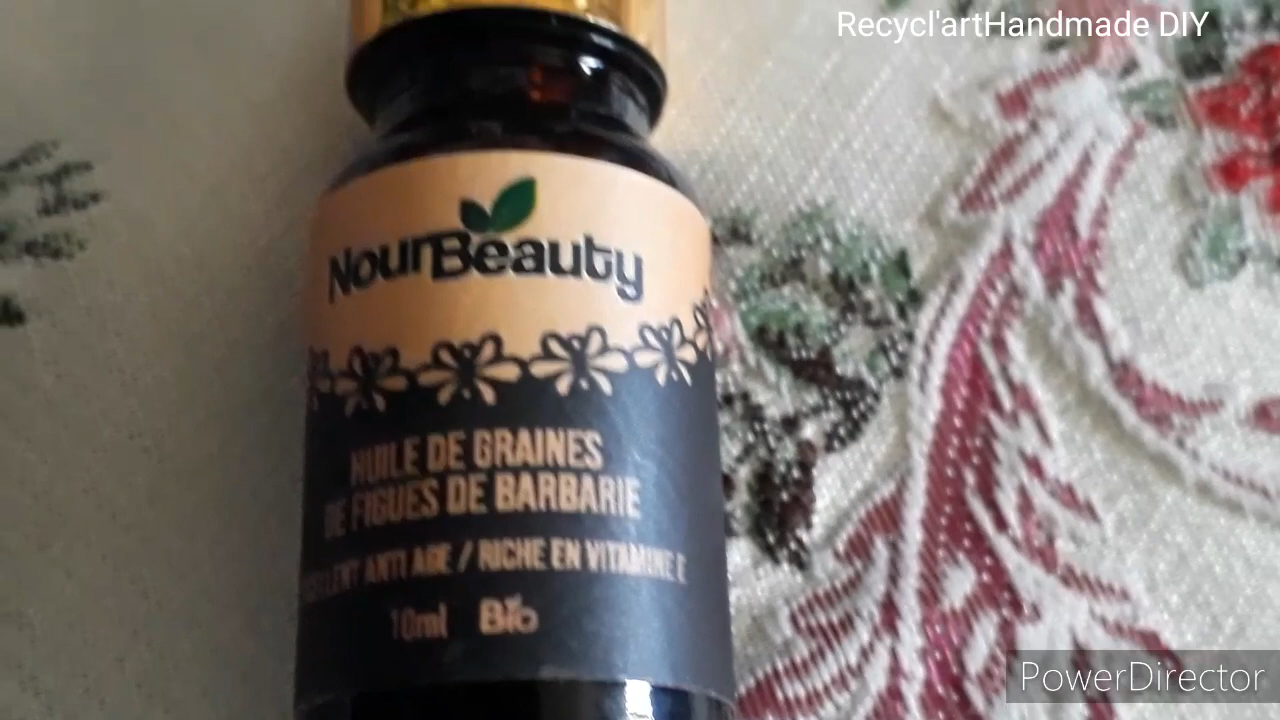 Recycl'artHandmade DIY
NourBeauty
HUILE DE GRAINES
DE FIGUES DE BARBARIE
EXCELLENT ANTI AGE / RICHE EN VITAMINE E
10ml Bio
PowerDirector